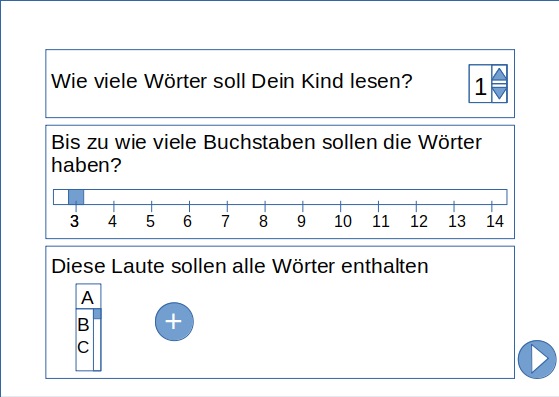 Wie viele Wörter soll Dein Kind lesen?
1
Bis zu wie viele Buchstaben sollen die Wörter
haben?
3 4 5 6 7 8 9 10 11 12 13 14
Diese Laute sollen alle Wörter enthalten
A
B
C
+